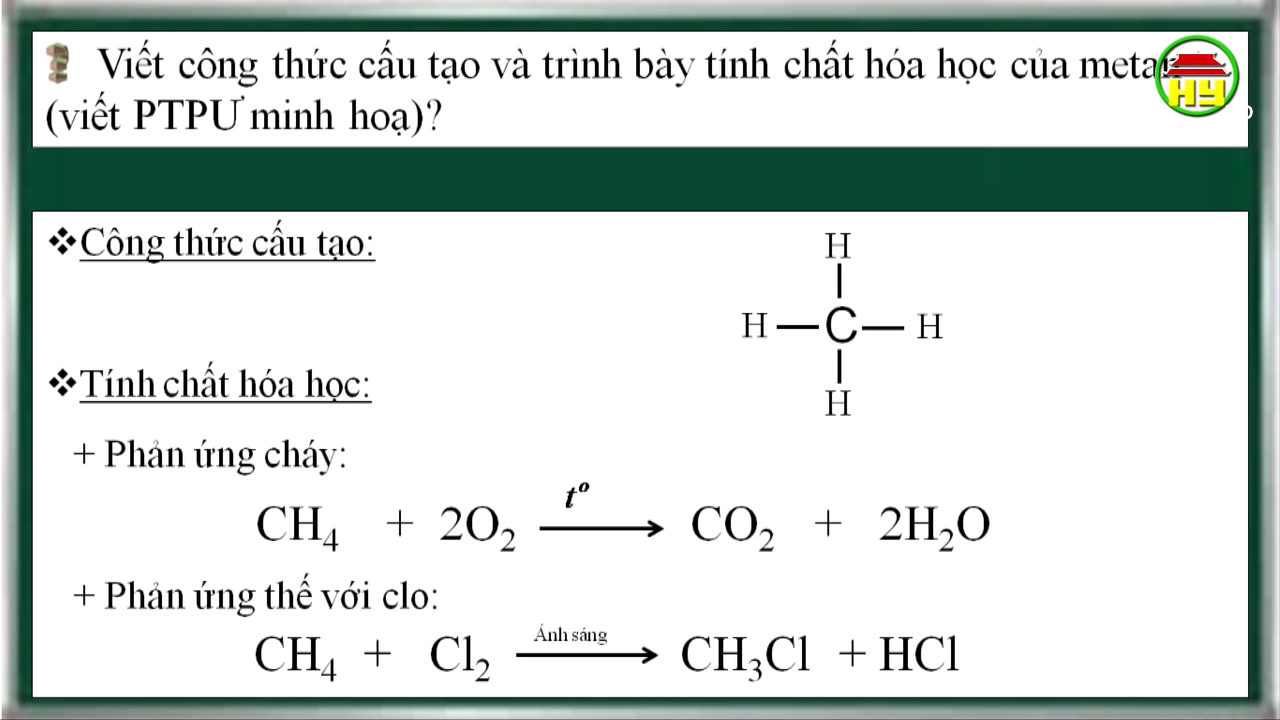 Viết công thức cấu tạo và trình bày tính chất hóa học của metan
(viết PTPƯ minh hoạ)?
HY
❖Công thức cấu tạo:
H
H—C—H
H
❖Tính chất hóa học:
+ Phản ứng cháy:
t°
CH₄ + 2O₂ ⟶ CO₂ + 2H₂O
+ Phản ứng thế với clo:
Ánh sáng
CH₄ + Cl₂ ⟶ CH₃Cl + HCl